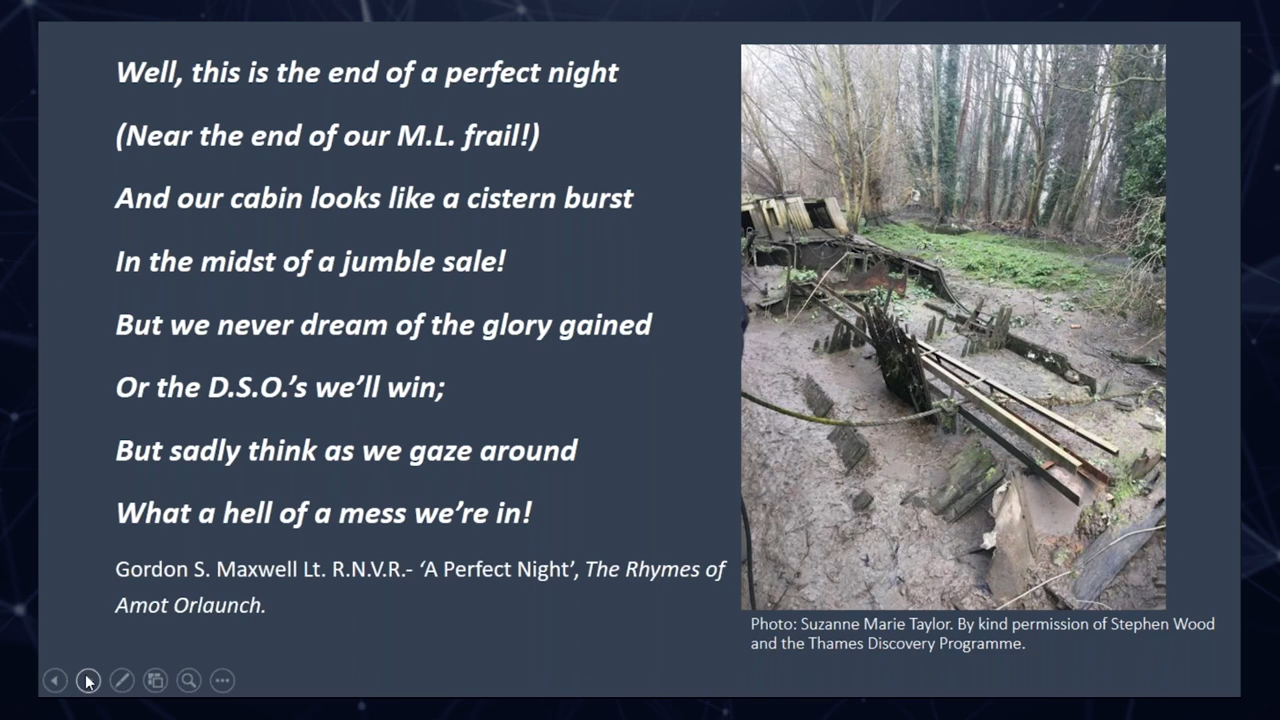 Well, this is the end of a perfect night
(Near the end of our M.L. frail!)
And our cabin looks like a cistern burst
In the midst of a jumble sale!
But we never dream of the glory gained
Or the D.S.O.’s we’ll win;
But sadly think as we gaze around
What a hell of a mess we’re in!
Gordon S. Maxwell Lt. R.N.V.R.- ‘A Perfect Night’, The Rhymes of
Amot Orlaunch.
Photo: Suzanne Marie Taylor. By kind permission of Stephen Wood
and the Thames Discovery Programme.